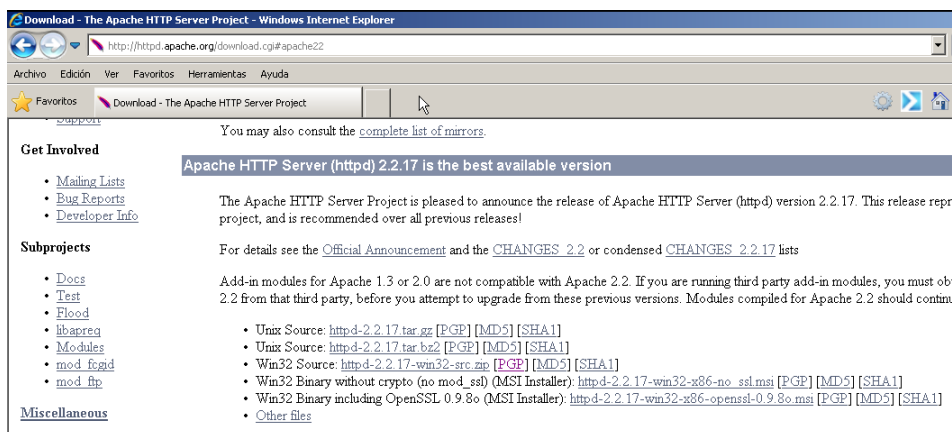 Download - The Apache HTTP Server Project - Windows Internet Explorer
http://httpd.apache.org/download.cgi#apache22
Archivo Edición Ver Favoritos Herramientas Ayuda
Favoritos Download - The Apache HTTP Server Project
Support
You may also consult the complete list of mirrors.
Get Involved
Mailing Lists
Bug Reports
Developer Info
Subprojects
Docs
Test
Flood
libapreq
Modules
mod_fcgid
mod_ftp
Miscellaneous
Apache HTTP Server (httpd) 2.2.17 is the best available version
The Apache HTTP Server Project is pleased to announce the release of Apache HTTP Server (httpd) version 2.2.17. This release repr
project, and is recommended over all previous releases!
For details see the Official Announcement and the CHANGES_2.2 or condensed CHANGES_2.2.17 lists
Add-in modules for Apache 1.3 or 2.0 are not compatible with Apache 2.2. If you are running third party add-in modules, you must ob
2.2 from that third party, before you attempt to upgrade from these previous versions. Modules compiled for Apache 2.2 should continu
Unix Source: httpd-2.2.17.tar.gz [PGP] [MD5] [SHA1]
Unix Source: httpd-2.2.17.tar.bz2 [PGP] [MD5] [SHA1]
Win32 Source: httpd-2.2.17-win32-src.zip [PGP] [MD5] [SHA1]
Win32 Binary without crypto (no mod_ssl) (MSI Installer): httpd-2.2.17-win32-x86-no_ssl.msi [PGP] [MD5] [SHA1]
Win32 Binary including OpenSSL 0.9.8o (MSI Installer): httpd-2.2.17-win32-x86-openssl-0.9.8o.msi [PGP] [MD5] [SHA1]
Other files